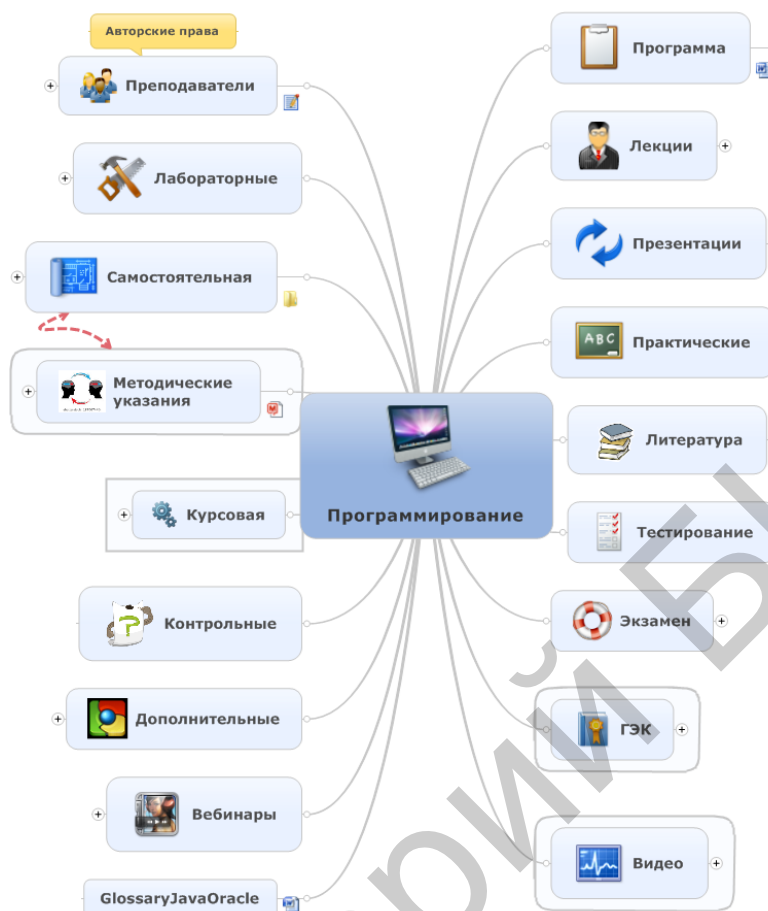 Авторские права
Преподаватели
Лабораторные
Самостоятельная
Методические
указания
Курсовая
Контрольные
Дополнительные
Вебинары
GlossaryJavaOracle
Программирование
Программа
Лекции
Презентации
Практические
ABC
Литература
Тестирование
Экзамен
ГЭК
Видео